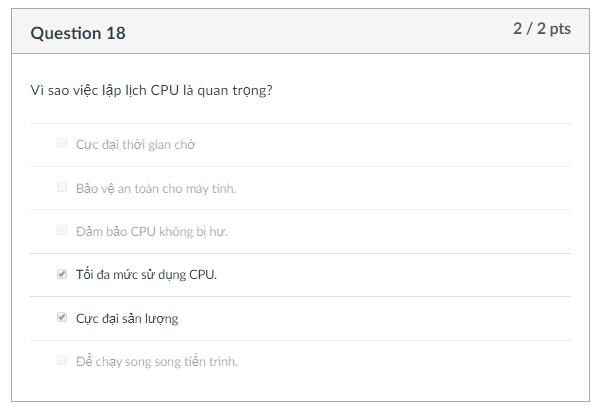 Question 18
2 / 2 pts
Vì sao việc lập lịch CPU là quan trọng?
Cực đại thời gian chờ
Bảo vệ an toàn cho máy tính.
Đảm bảo CPU không bị hư.
Tối đa mức sử dụng CPU.
Cực đại sản lượng
Để chạy song song tiến trình.